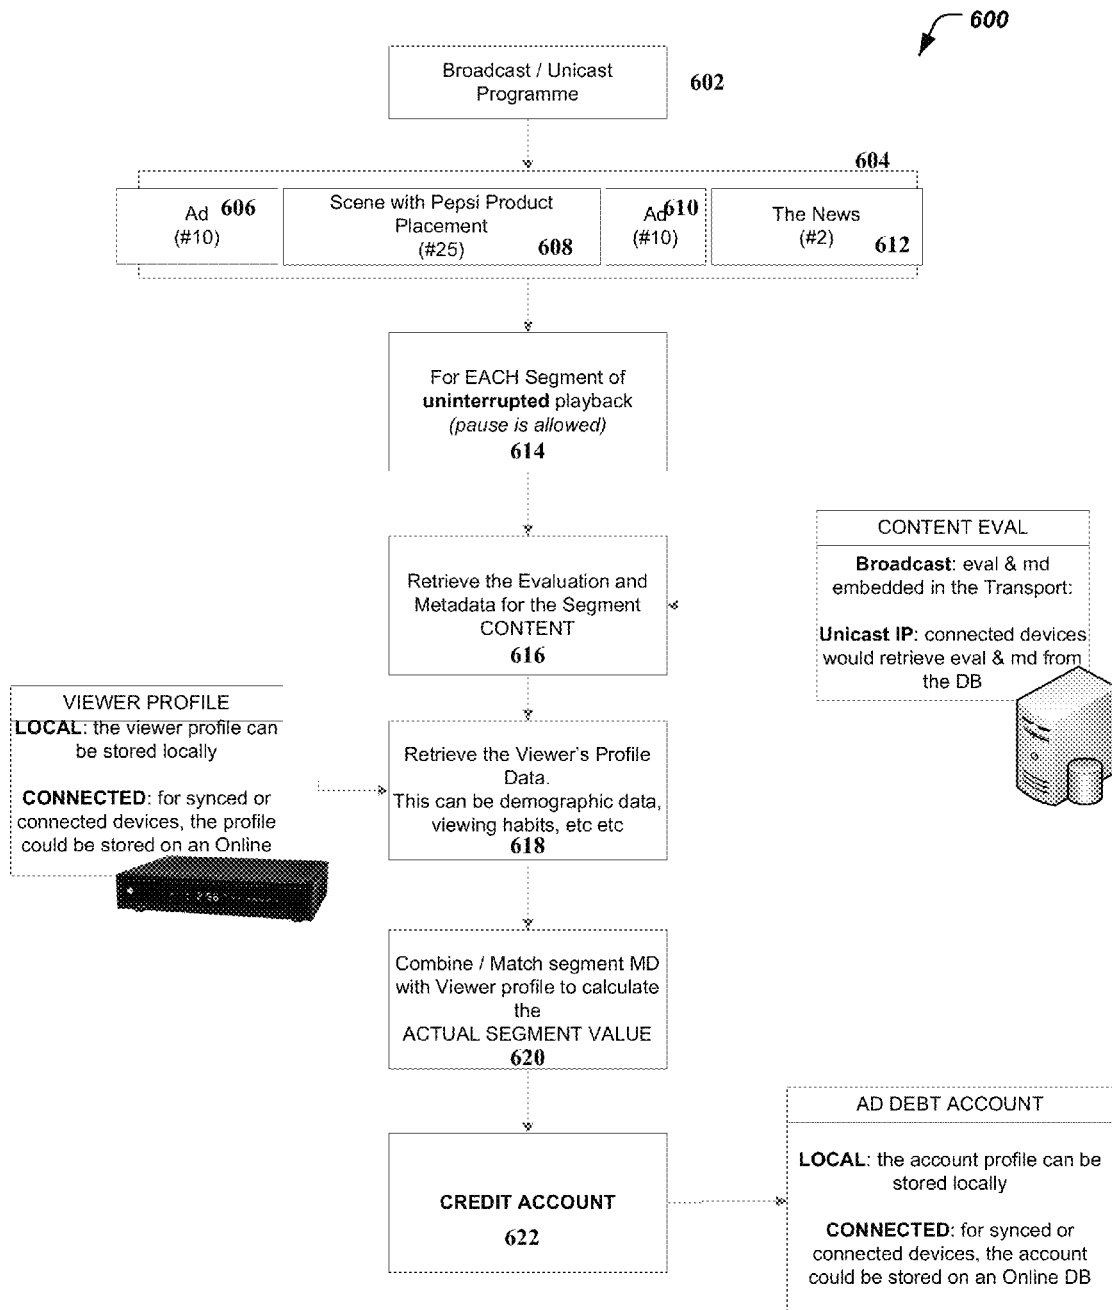 600
Broadcast / Unicast
Programme
602
604
Ad
(#10)
606
Scene with Pepsi Product
Placement
(#25)
608
Ad
(#10)
610
The News
(#2)
612
For EACH Segment of
uninterrupted playback
(pause is allowed)
614
Retrieve the Evaluation and
Metadata for the Segment
CONTENT
616
CONTENT EVAL
Broadcast: eval & md
embedded in the Transport:
Unicast IP: connected devices
would retrieve eval & md from
the DB
VIEWER PROFILE
LOCAL: the viewer profile can
be stored locally
CONNECTED: for synced or
connected devices, the profile
could be stored on an Online
Retrieve the Viewer's Profile
Data.
This can be demographic data,
viewing habits, etc etc
618
Combine / Match segment MD
with Viewer profile to calculate
the
ACTUAL SEGMENT VALUE
620
CREDIT ACCOUNT
622
AD DEBT ACCOUNT
LOCAL: the account profile can be
stored locally
CONNECTED: for synced or
connected devices, the account
could be stored on an Online DB